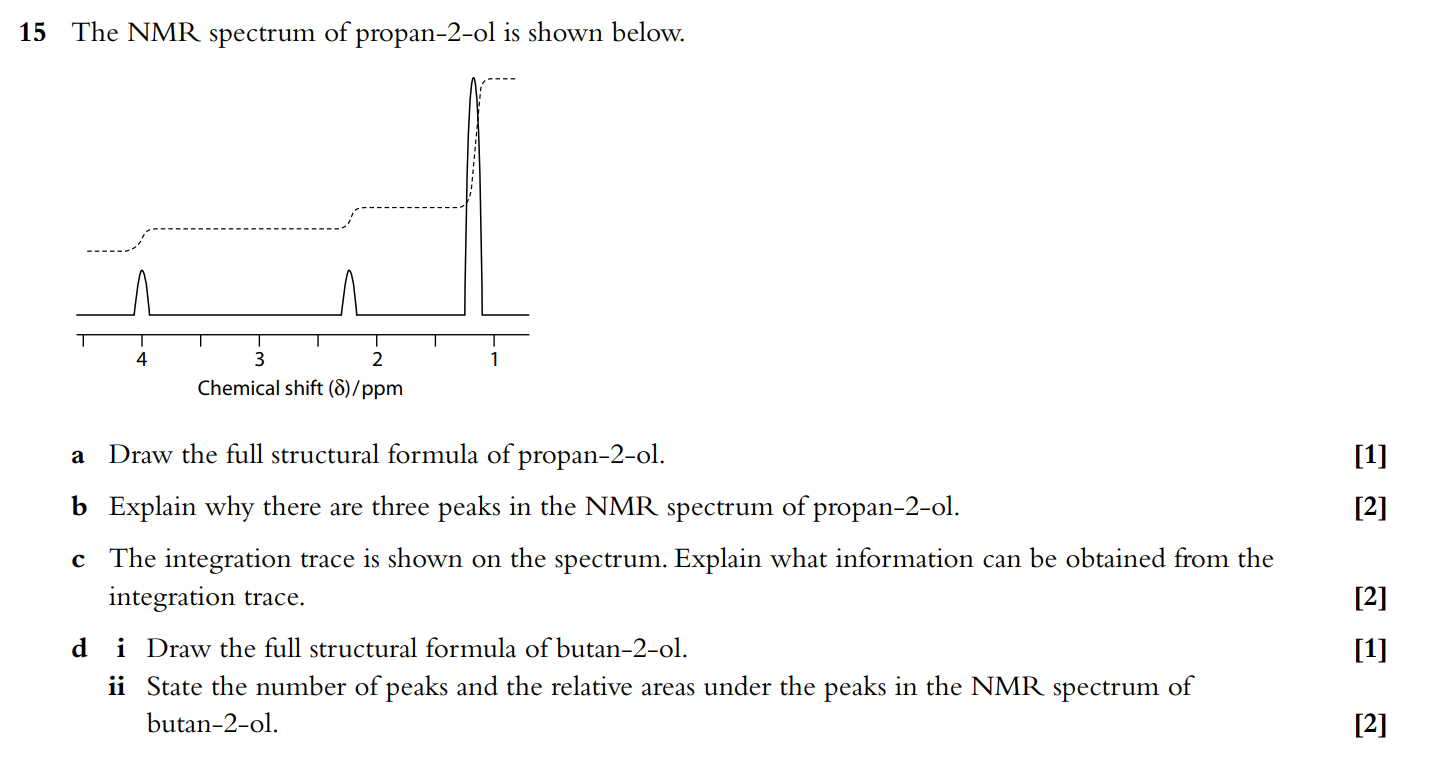 15 The NMR spectrum of propan-2-ol is shown below.
4 3 2 1
Chemical shift (δ)/ppm
a Draw the full structural formula of propan-2-ol. [1]
b Explain why there are three peaks in the NMR spectrum of propan-2-ol. [2]
c The integration trace is shown on the spectrum. Explain what information can be obtained from the
integration trace. [2]
d i Draw the full structural formula of butan-2-ol. [1]
ii State the number of peaks and the relative areas under the peaks in the NMR spectrum of
butan-2-ol. [2]